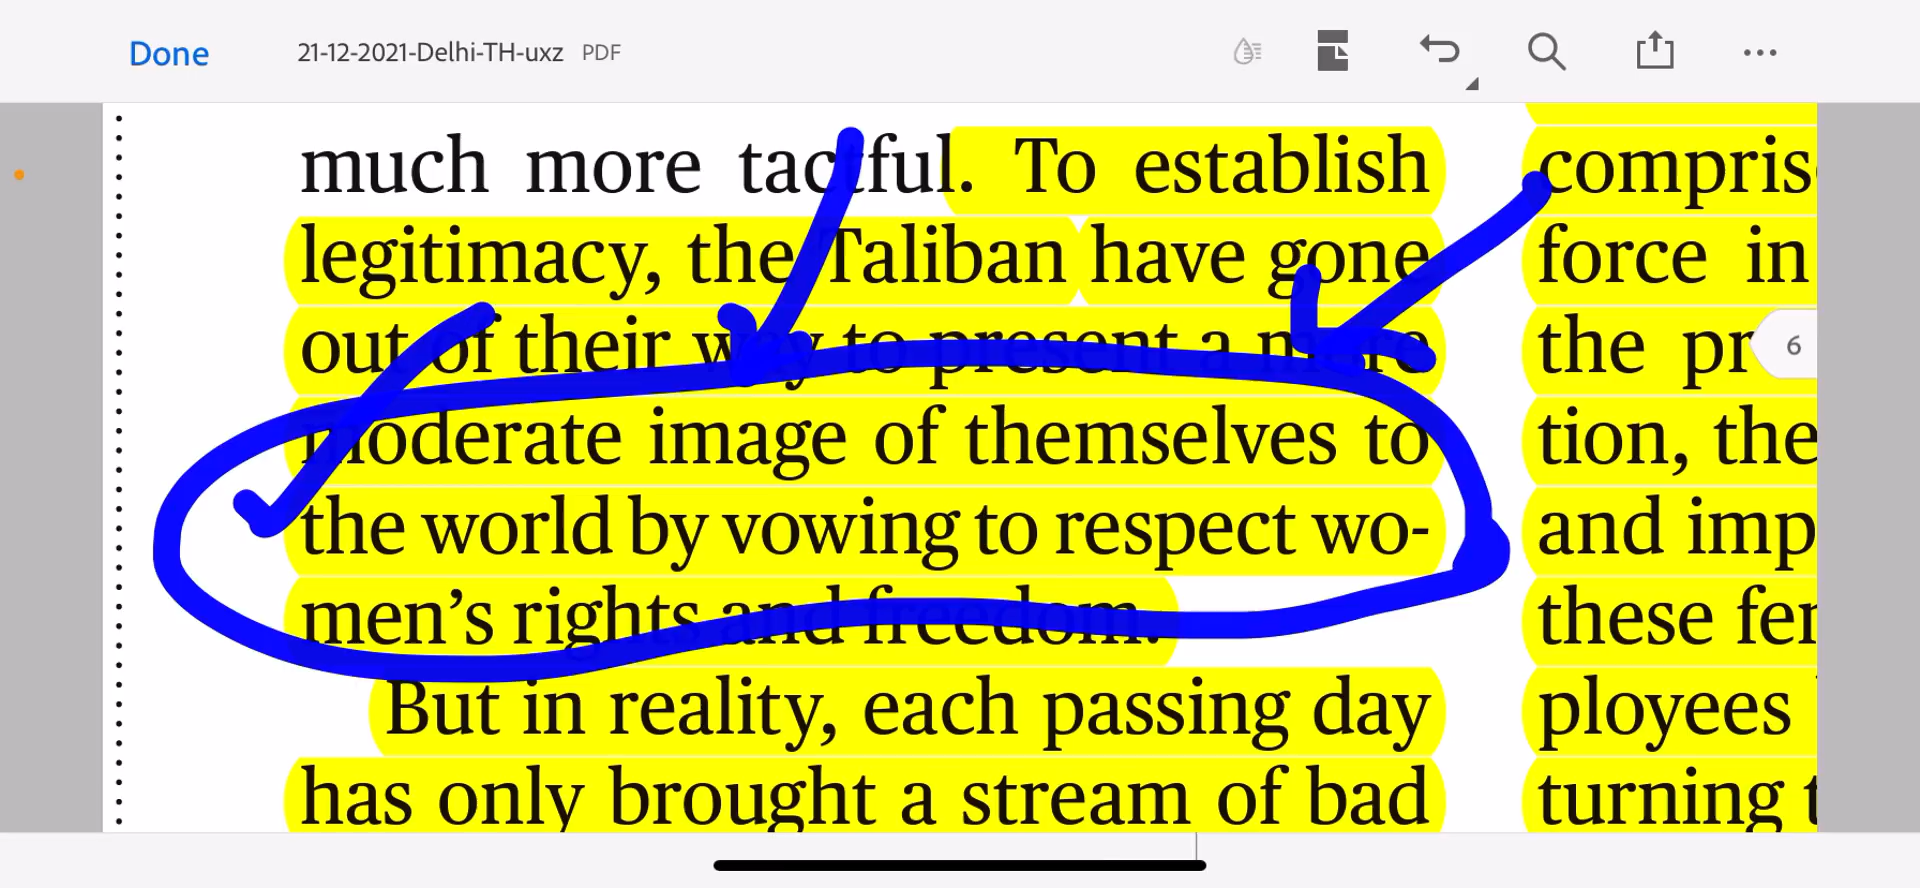 Done 21-12-2021-Delhi-TH-uxz PDF
much more tactful. To establish
legitimacy, the Taliban have gone
out of their way to present a more
moderate image of themselves to
the world by vowing to respect wo-
men’s rights and freedom.
But in reality, each passing day
has only brought a stream of bad
force in
the
6
tion, the
and
these
ployees
turning